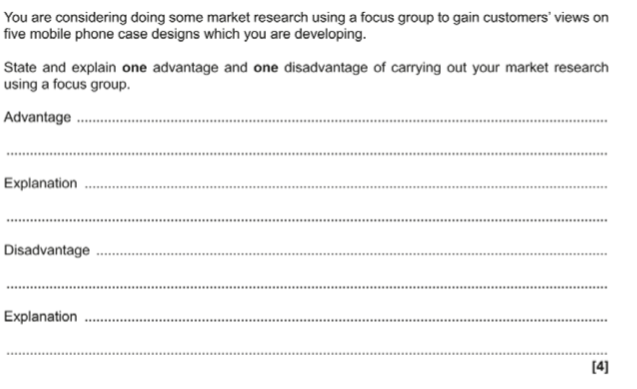 You are considering doing some market research using a focus group to gain customers' views on
five mobile phone case designs which you are developing.
State and explain one advantage and one disadvantage of carrying out your market research
using a focus group.
Advantage ........................................................................
........................................................................
Explanation ........................................................................
........................................................................
Disadvantage ........................................................................
........................................................................
Explanation ........................................................................
........................................................................
[4]